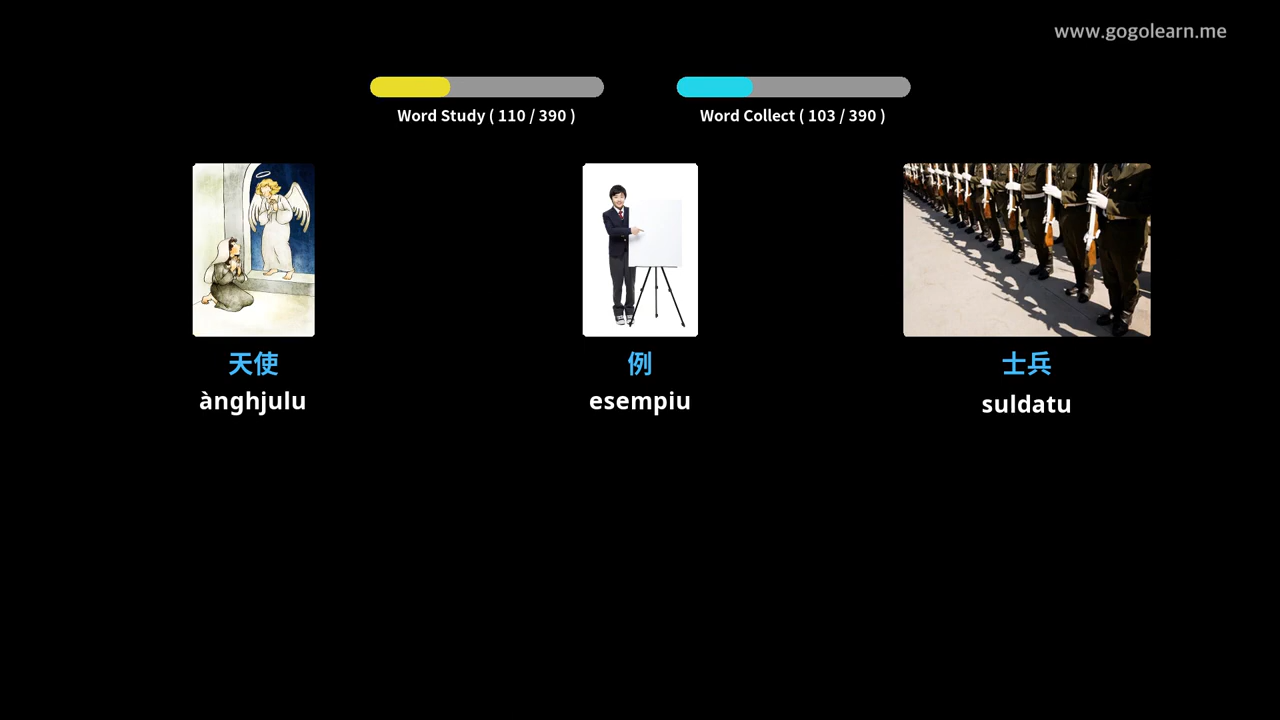 www.gogolearn.me
Word Study ( 110 / 390 )
Word Collect ( 103 / 390 )
天使
ànghjulu
例
esempiu
士兵
suldatu